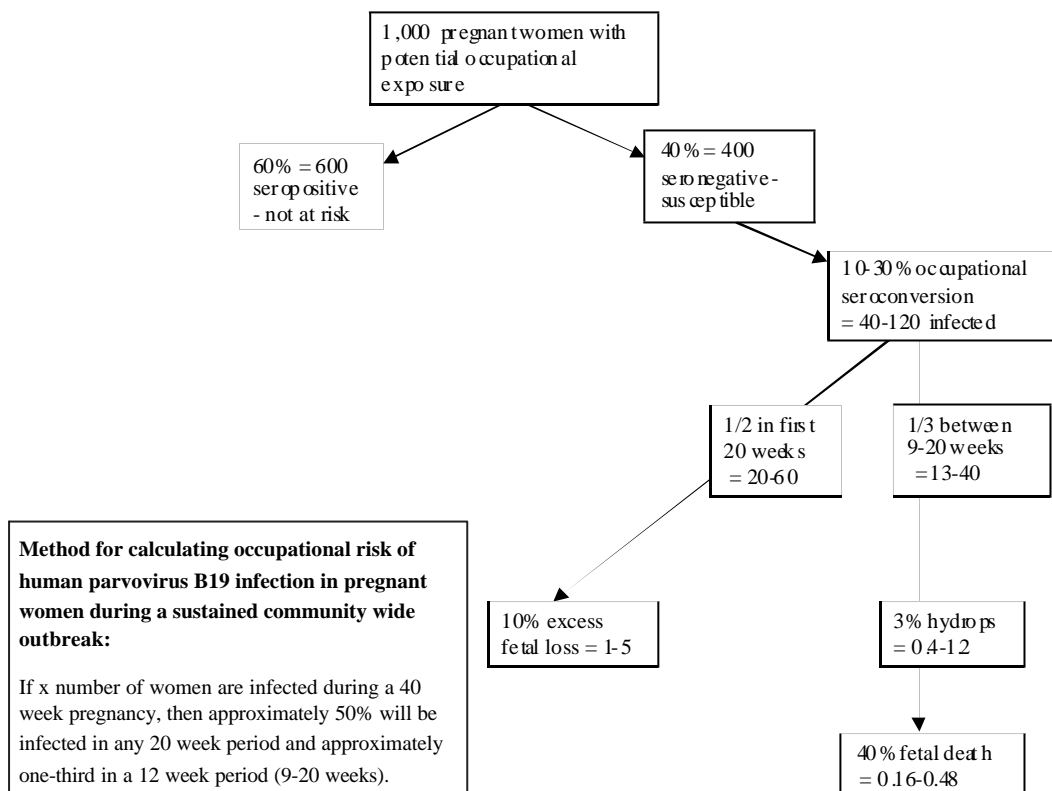 1,000 pregnant women with
potential occupational
exposure
60% = 600
seropositive
- not at risk
40% = 400
seronegative -
susceptible
10-30% occupational
seroconversion
= 40-120 infected
1/2 in first
20 weeks
= 20-60
1/3 between
9-20 weeks
=13-40
Method for calculating occupational risk of
human parvovirus B19 infection in pregnant
women during a sustained community wide
outbreak:
If x number of women are infected during a 40
week pregnancy, then approximately 50% will be
infected in any 20 week period and approximately
one-third in a 12 week period (9-20 weeks).
10% excess
fetal loss = 1-5
3% hydrops
= 0.4-1.2
40% fetal death
= 0.16-0.48